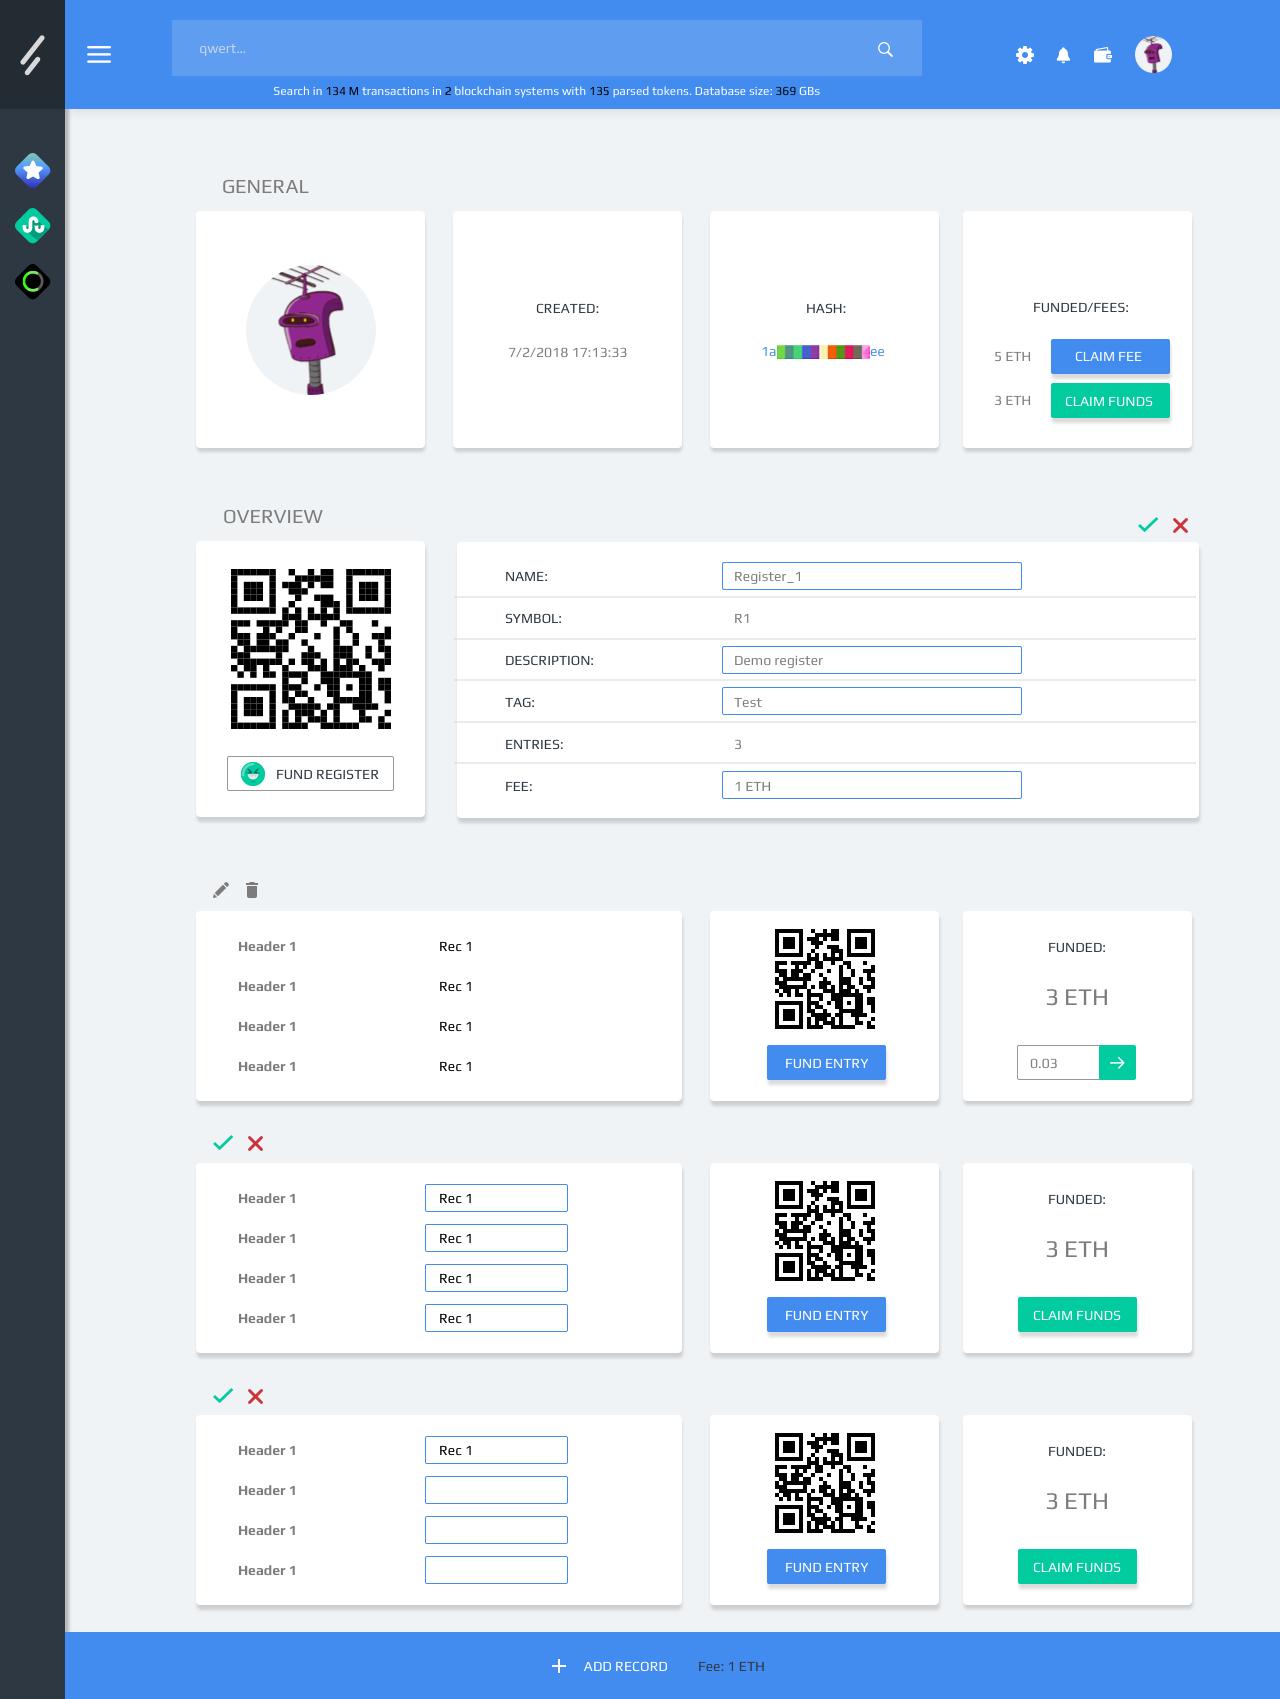 qwert...
Search in 134 M transactions in 2 blockchain systems with 135 parsed tokens. Database size: 369 GBs
GENERAL
CREATED:
7/2/2018 17:13:33
HASH:
1a ee
FUNDED/FEES:
5 ETH CLAIM FEE
3 ETH CLAIM FUNDS
OVERVIEW
FUND REGISTER
NAME: Register_1
SYMBOL: R1
DESCRIPTION: Demo register
TAG: Test
ENTRIES: 3
FEE: 1 ETH
Header 1 Rec 1
Header 1 Rec 1
Header 1 Rec 1
Header 1 Rec 1
FUND ENTRY
FUNDED:
3 ETH
0.03
Header 1 Rec 1
Header 1 Rec 1
Header 1 Rec 1
Header 1 Rec 1
FUND ENTRY
FUNDED:
3 ETH
CLAIM FUNDS
Header 1 Rec 1
Header 1
Header 1
Header 1
FUND ENTRY
FUNDED:
3 ETH
CLAIM FUNDS
ADD RECORD Fee: 1 ETH